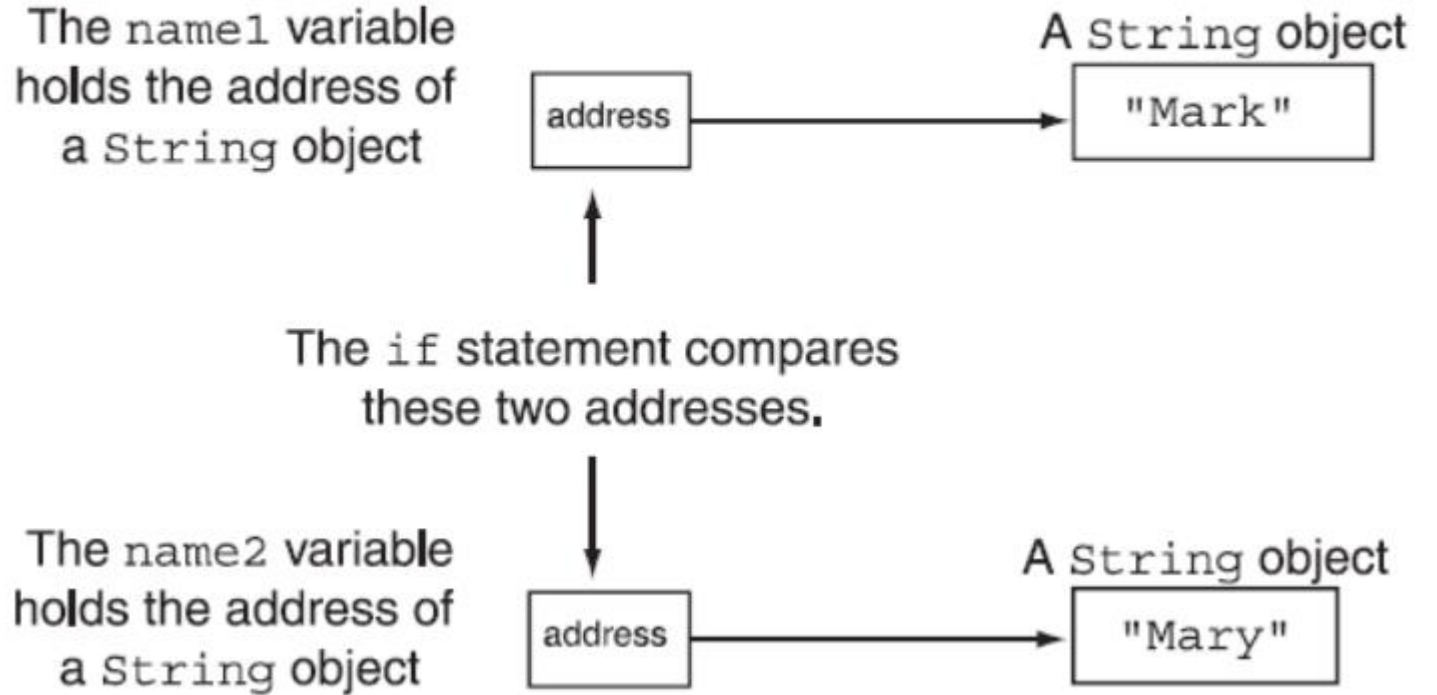 The name1 variable
holds the address of
a String object
address
A String object
"Mark"
The if statement compares
these two addresses.
The name2 variable
holds the address of
a String object
address
A String object
"Mary"